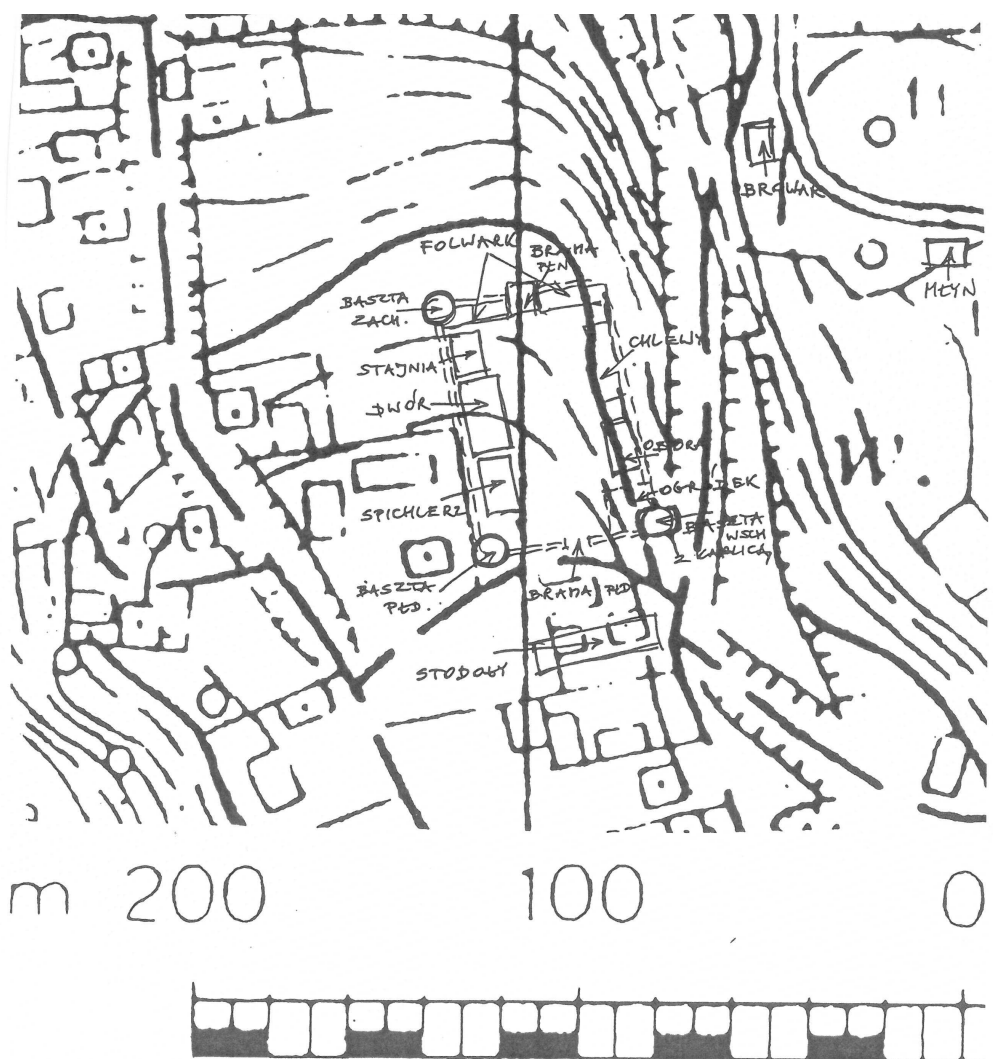 BROWAR
FOLWARK
BRAMA
PŁN
MŁYN
BASZTA
ZACH.
CHLEWY
STAJNIA
DWÓR
OBORA
OGRÓDEK
SPICHLERZ
BASZTA
WSCH
Z KAPLICĄ
BASZTA
PŁD.
BRAMA PŁD
STODOŁY
m 200 100 0